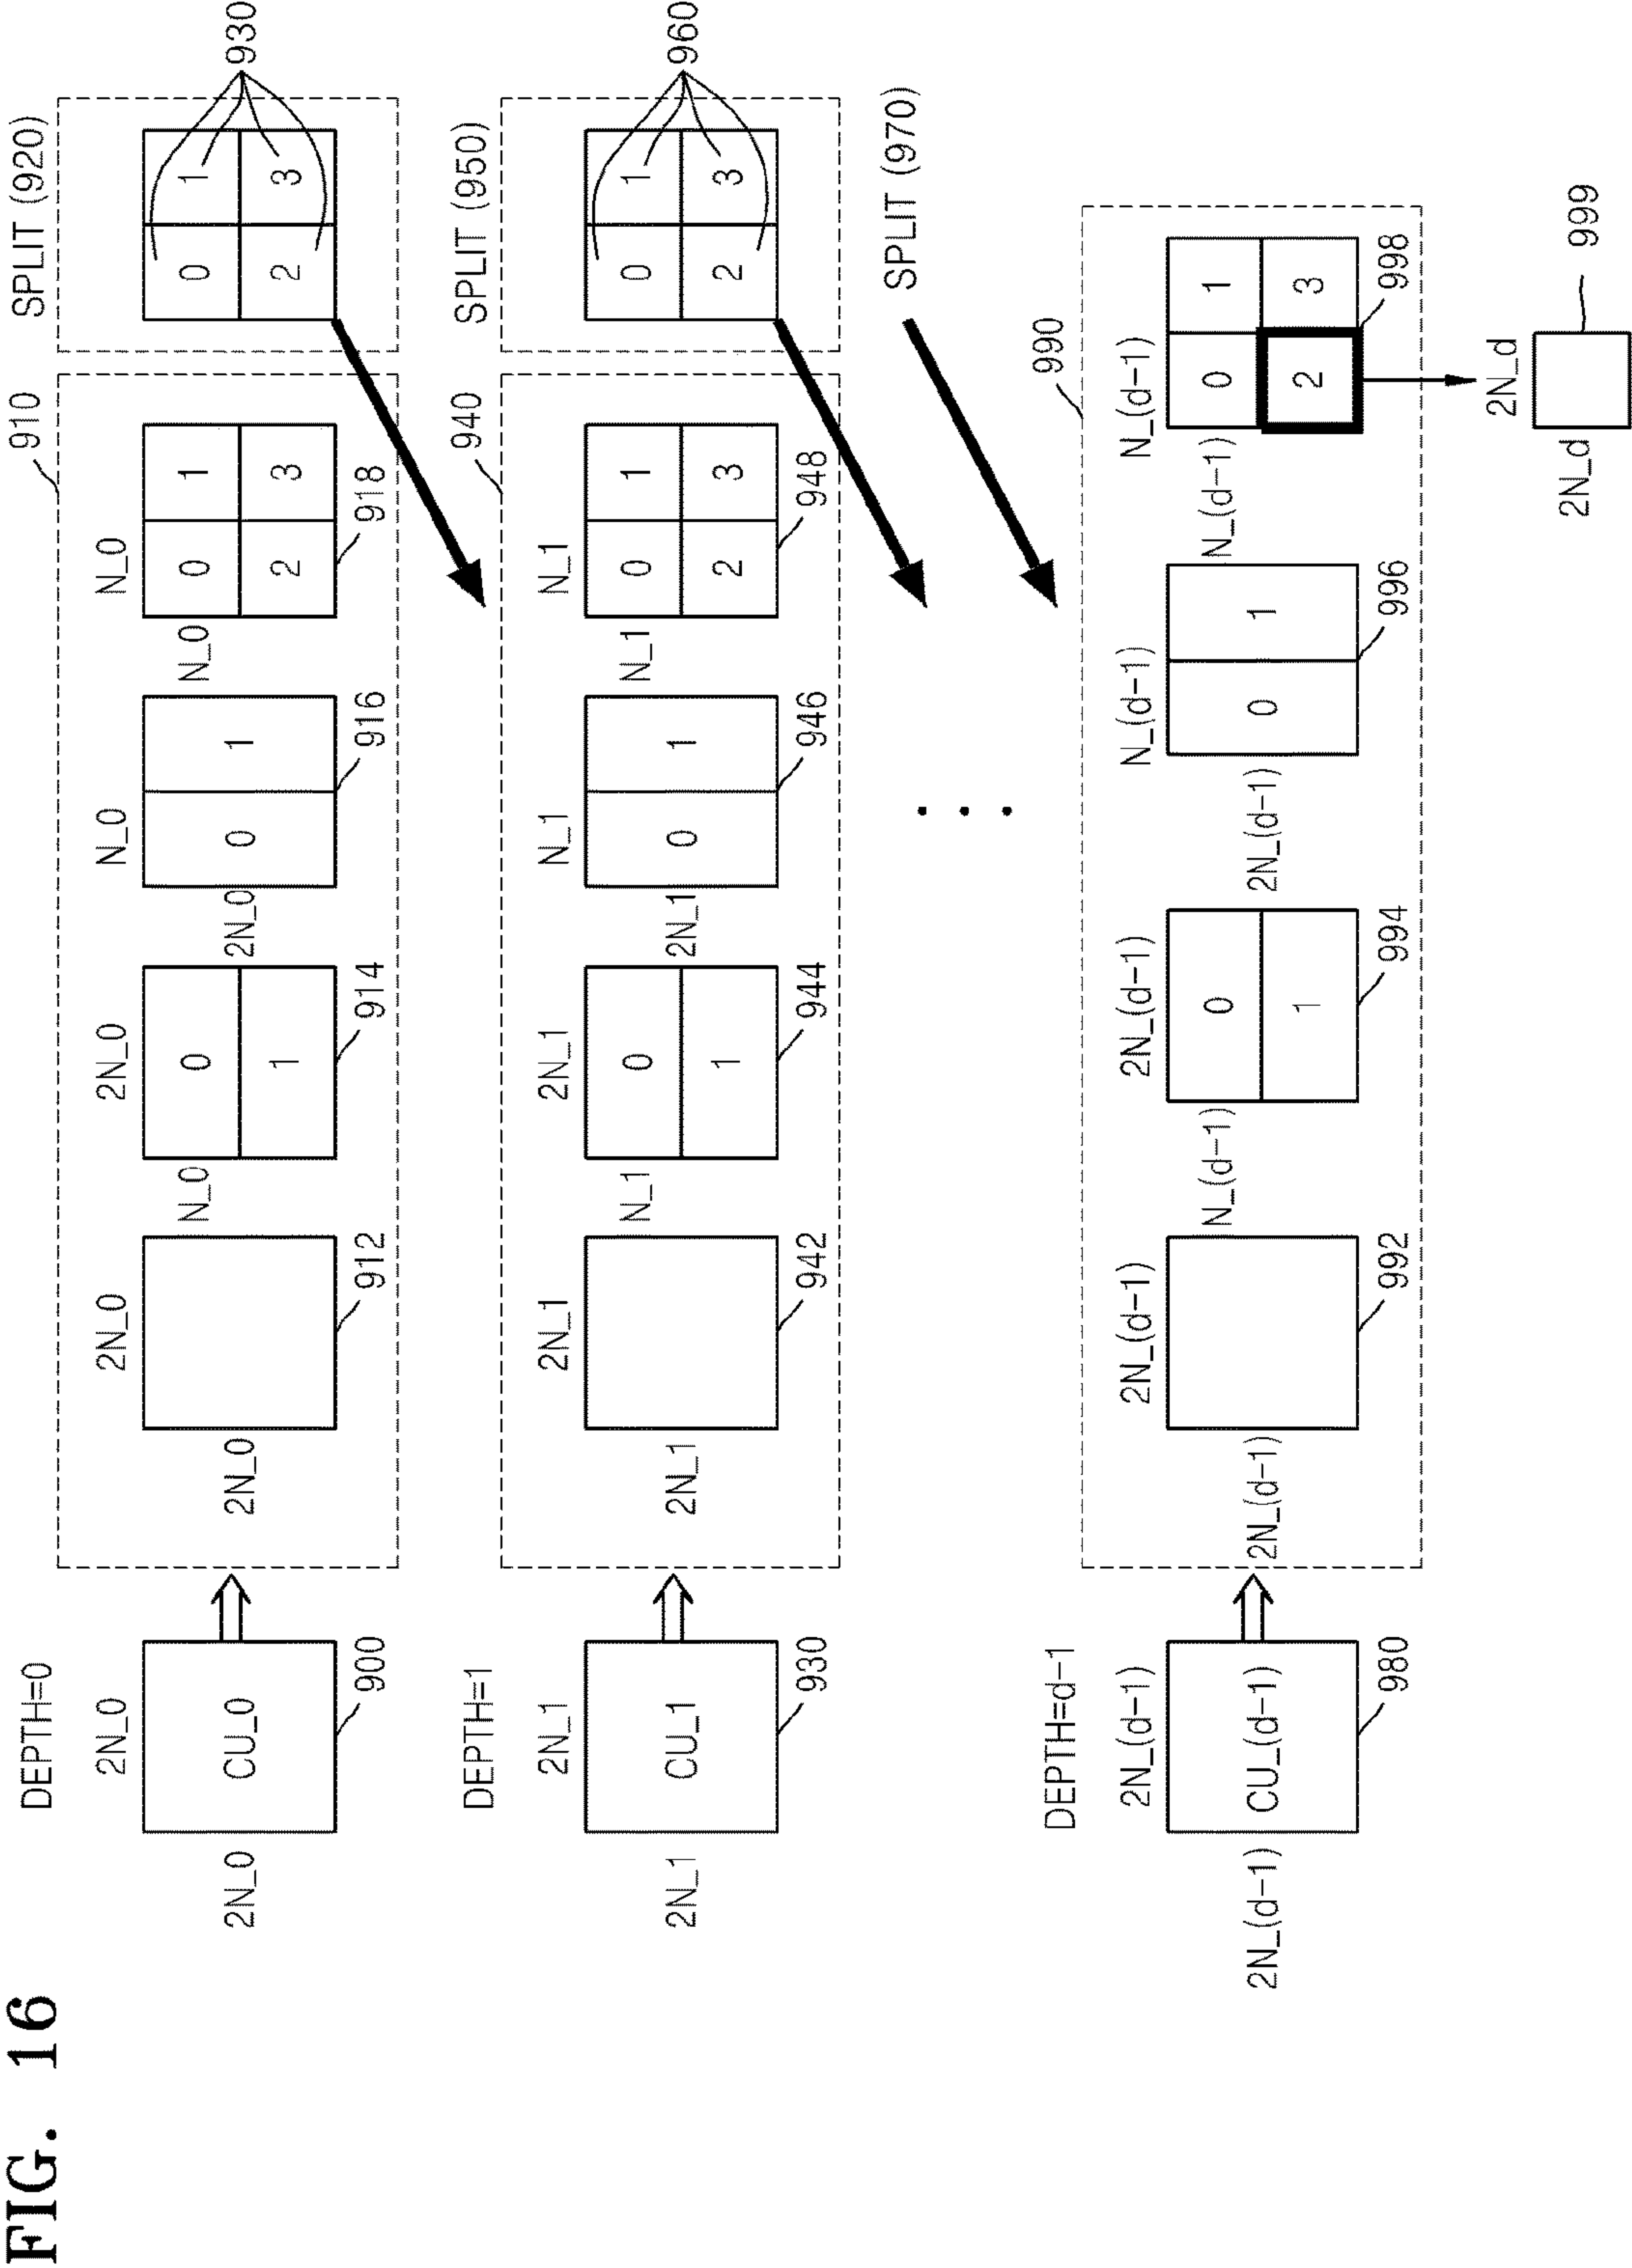 FIG. 16
DEPTH=0
2N_0
2N_0
CU_0
900
910
2N_0
2N_0
912
2N_0
N_0
0
1
914
N_0
2N_0
0
1
916
N_0
N_0
0
1
2
3
918
SPLIT (920)
0
1
2
3
930
DEPTH=1
2N_1
2N_1
CU_1
930
940
2N_1
2N_1
942
2N_1
N_1
0
1
944
N_1
2N_1
0
1
946
N_1
N_1
0
1
2
3
948
SPLIT (950)
0
1
2
3
960
SPLIT (970)
DEPTH=d-1
2N_(d-1)
2N_(d-1)
CU_(d-1)
980
990
2N_(d-1)
2N_(d-1)
992
2N_(d-1)
N_(d-1)
0
1
994
N_(d-1)
2N_(d-1)
0
1
996
N_(d-1)
N_(d-1)
0
1
2
3
998
2N_d
2N_d
999